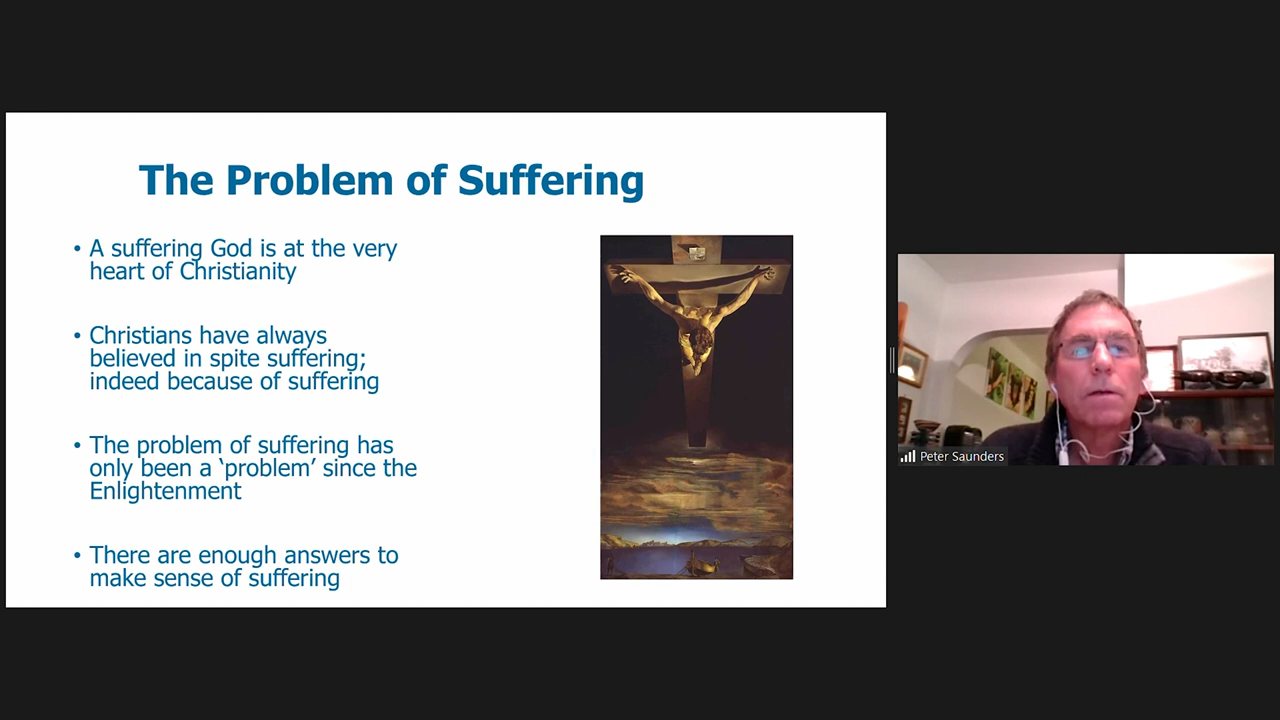 The Problem of Suffering
• A suffering God is at the very
heart of Christianity
• Christians have always
believed in spite suffering;
indeed because of suffering
• The problem of suffering has
only been a ‘problem’ since the
Enlightenment
• There are enough answers to
make sense of suffering
Peter Saunders